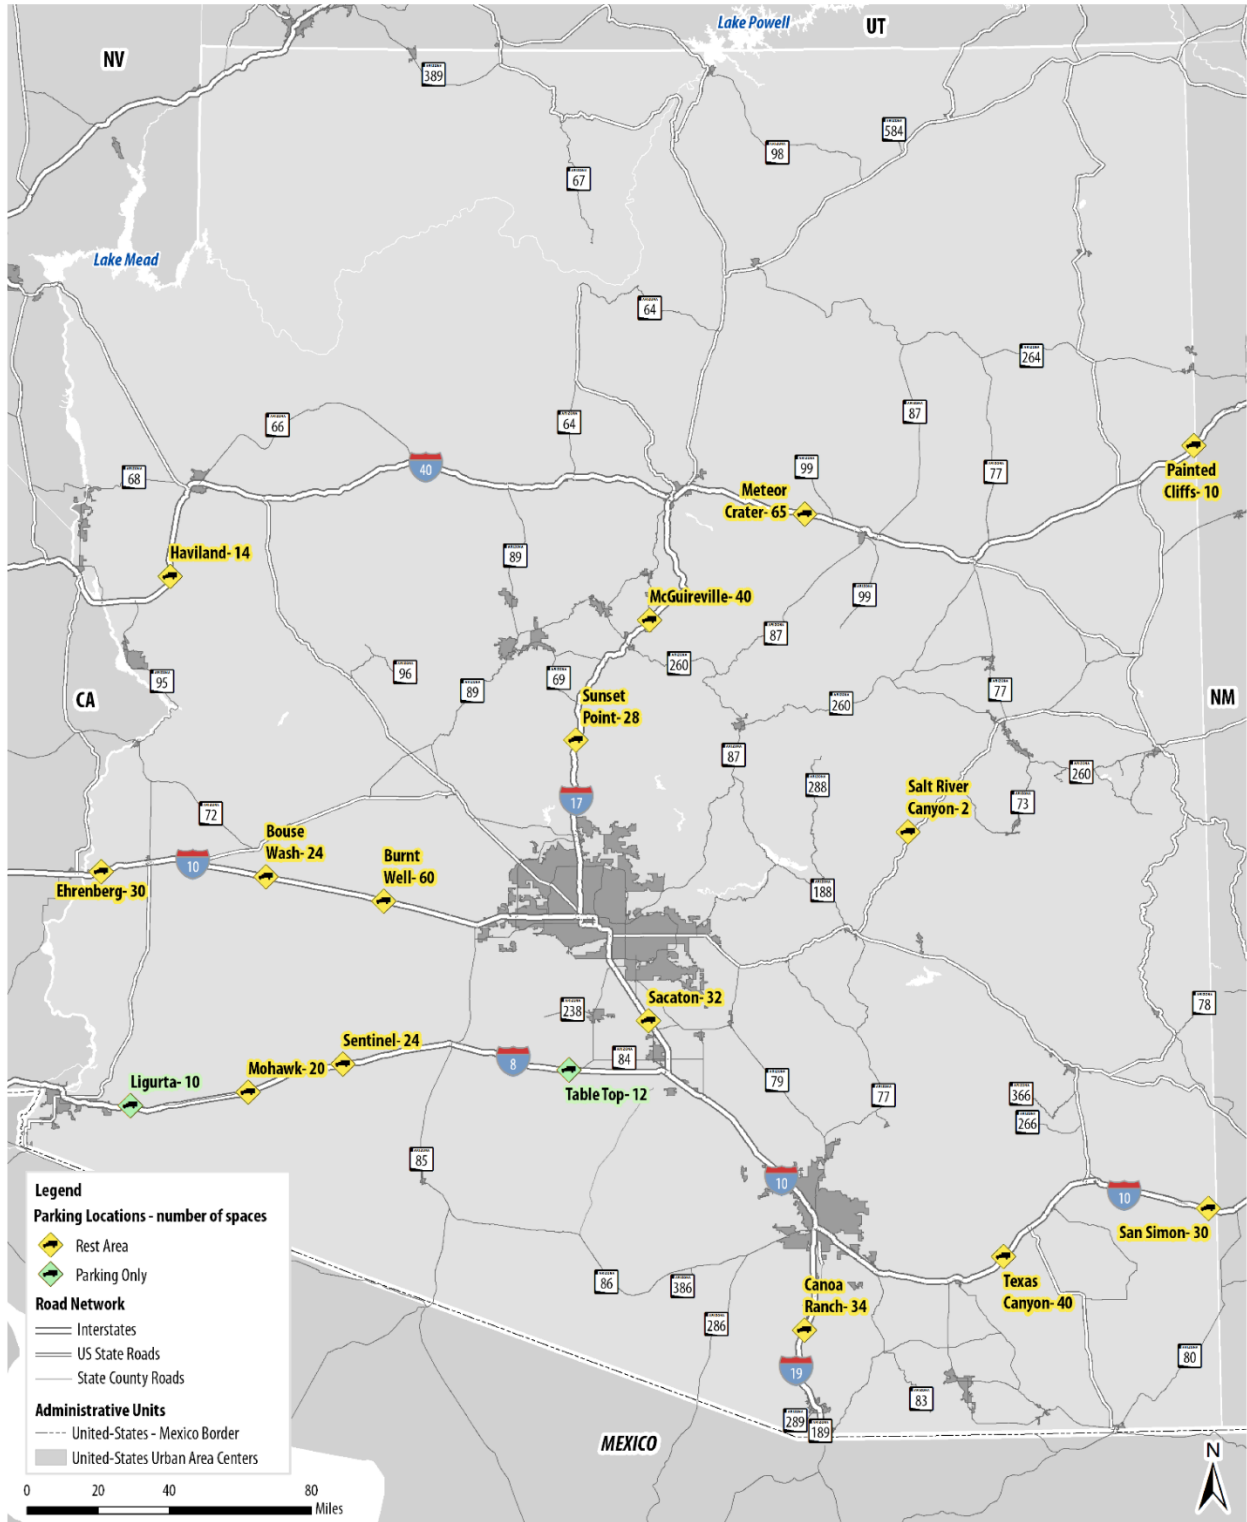 Lake Powell
UT
NV
389
584
98
67
Lake Mead
64
264
66
64
87
40
68
99
77
Painted
Cliffs- 10
Meteor
Crater- 65
Haviland- 14
89
McGuireville- 40
99
87
260
96
69
95
89
77
CA
NM
Sunset
Point- 28
260
87
260
288
73
Salt River
Canyon- 2
17
72
Bouse
Wash- 24
Burnt
Well- 60
10
Ehrenberg- 30
188
Sacaton- 32
78
238
Sentinel- 24
84
8
Mohawk- 20
Ligurta- 10
Table Top- 12
79
77
366
266
85
10
10
San Simon- 30
86
386
Canoa
Ranch- 34
Texas
Canyon- 40
286
80
19
83
289
189
MEXICO
Legend
Parking Locations - number of spaces
Rest Area
Parking Only
Road Network
Interstates
US State Roads
State County Roads
Administrative Units
United-States - Mexico Border
United-States Urban Area Centers
0 20 40 80
Miles
N